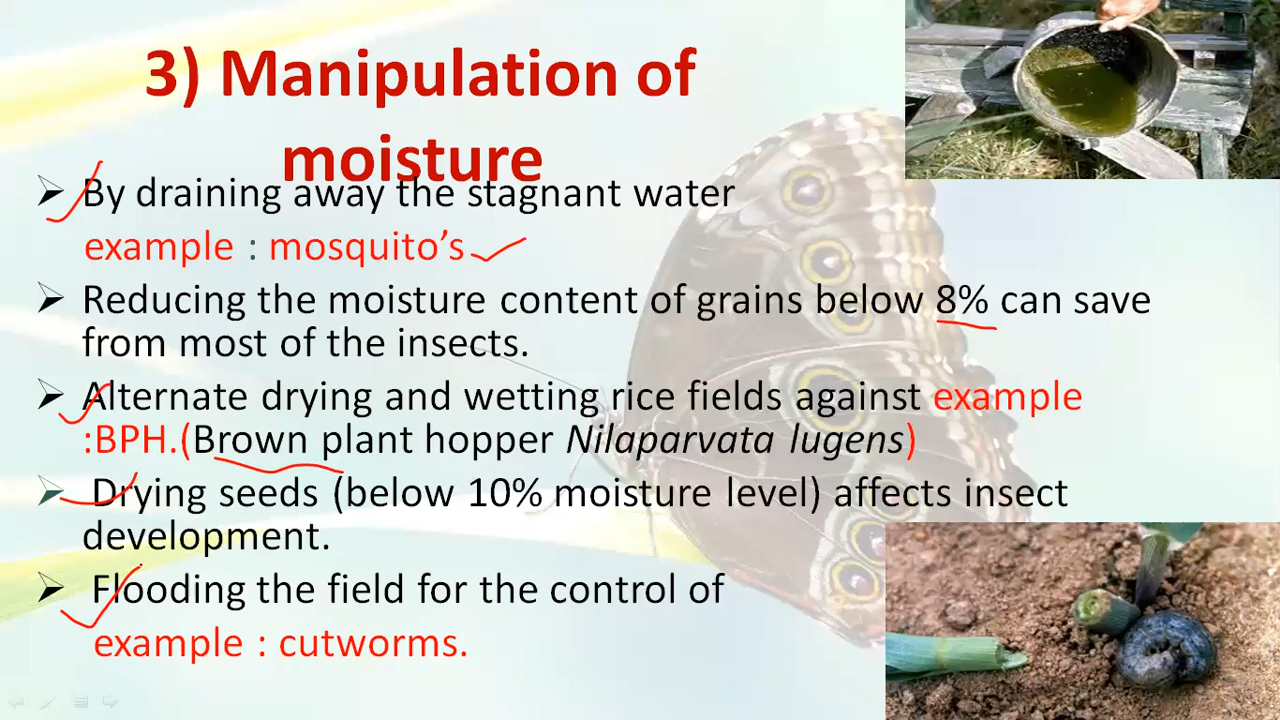 3) Manipulation of
moisture
➢ By draining away the stagnant water
example : mosquito’s
➢ Reducing the moisture content of grains below 8% can save
from most of the insects.
➢ Alternate drying and wetting rice fields against example
:BPH.(Brown plant hopper Nilaparvata lugens)
➢ Drying seeds (below 10% moisture level) affects insect
development.
➢ Flooding the field for the control of
example : cutworms.